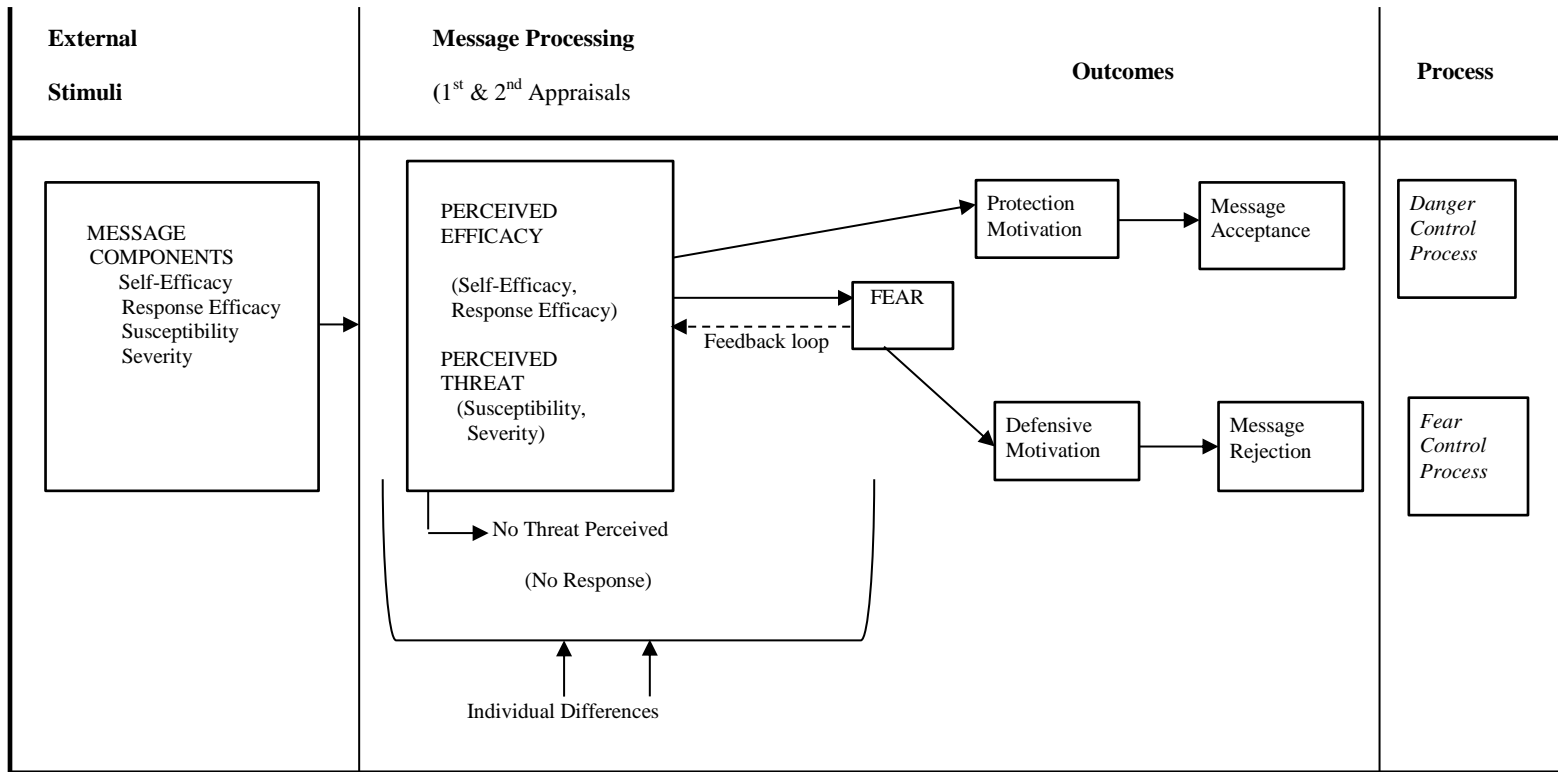 External
Stimuli
Message Processing
(1st & 2nd Appraisals
Outcomes
Process
MESSAGE
COMPONENTS
Self-Efficacy
Response Efficacy
Susceptibility
Severity
PERCEIVED
EFFICACY
(Self-Efficacy,
Response Efficacy)
PERCEIVED
THREAT
(Susceptibility,
Severity)
No Threat Perceived
(No Response)
Individual Differences
FEAR
Feedback loop
Protection
Motivation
Message
Acceptance
Defensive
Motivation
Message
Rejection
Danger
Control
Process
Fear
Control
Process